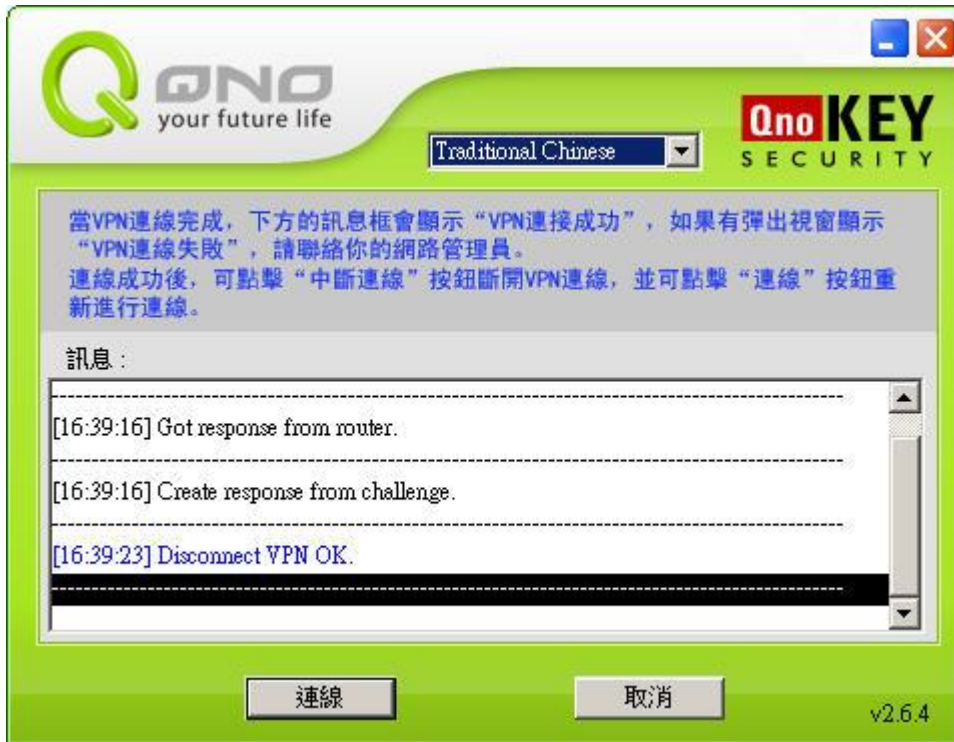 QNO
your future life
Traditional Chinese
Qno KEY
SECURITY
當VPN連線完成, 下方的訊息框會顯示“VPN連接成功”, 如果有彈出視窗顯示
“VPN連線失敗”, 請聯絡你的網路管理員。
連線成功後, 可點擊“中斷連線”按鈕斷開VPN連線, 並可點擊“連線”按鈕重
新進行連線。
訊息 :
[16:39:16] Got response from router.
[16:39:16] Create response from challenge.
[16:39:23] Disconnect VPN OK.
連線
取消
v2.6.4